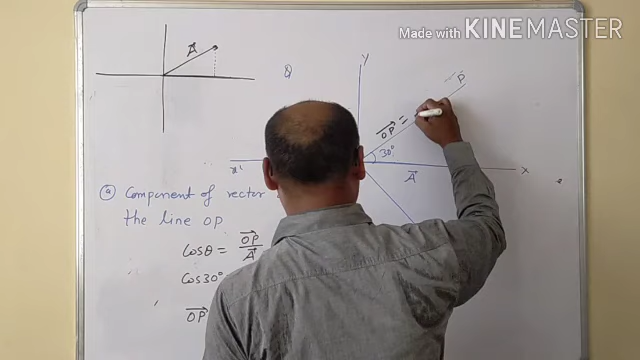 Made with KINEMASTER
A
Q
Y
P
OP =
30°
x'
A
x
(a) Component of vector
the line OP
Cosθ = OP / A
Cos30°
OP